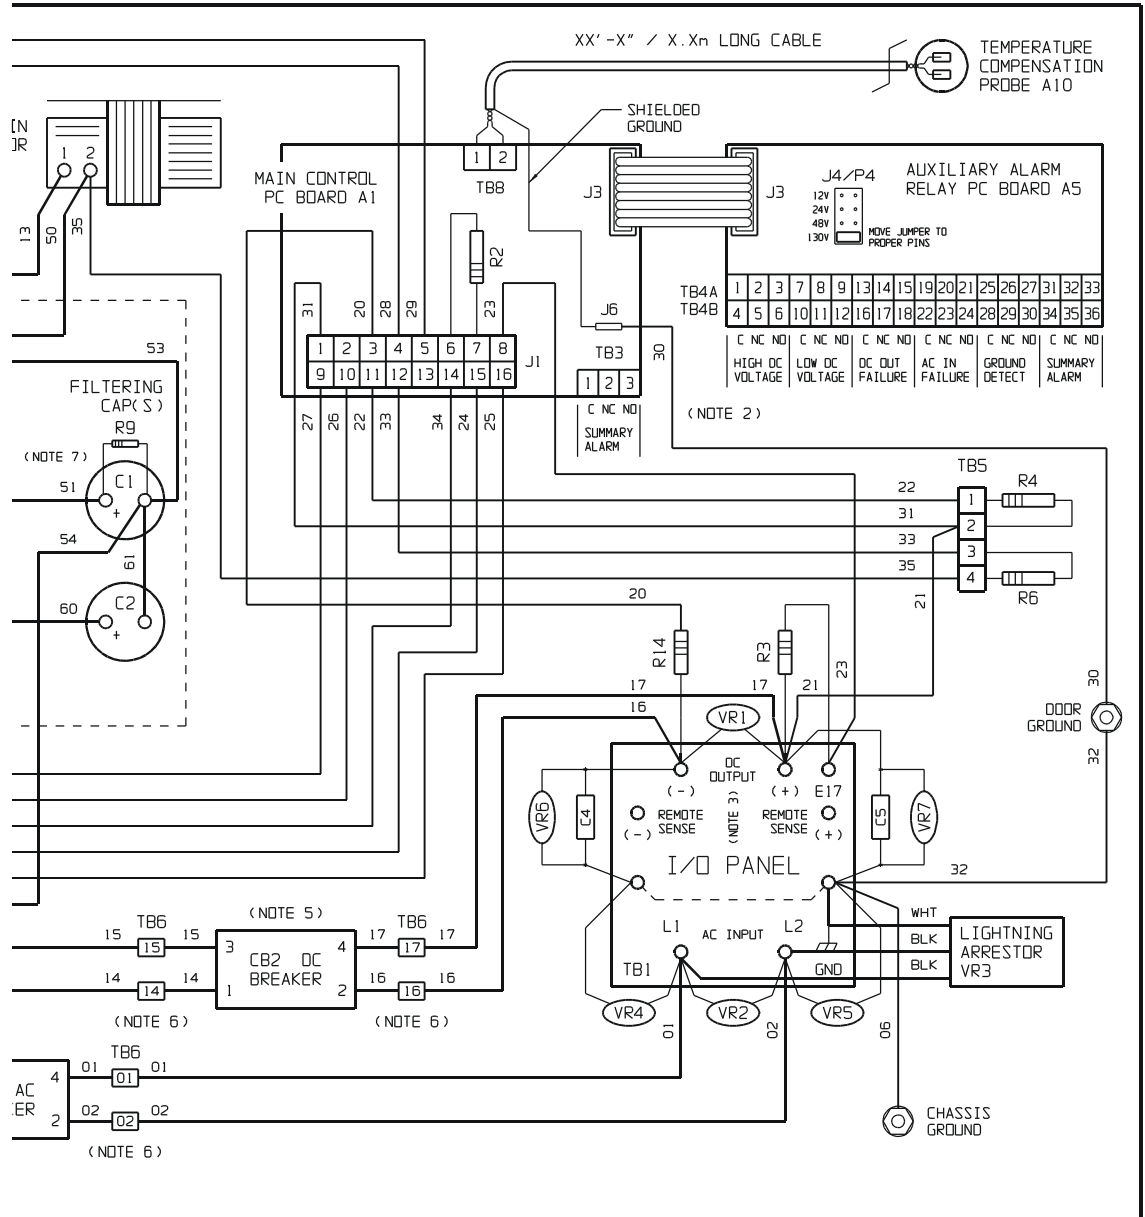 XX'-X" / X.Xm LONG CABLE
TEMPERATURE
COMPENSATION
PROBE A10
SHIELDED
GROUND
IN
OR
1 2
13
50
35
MAIN CONTROL
PC BOARD A1
1 2
TB8
J3
J3
J4/P4
12V
24V
48V
130V
MOVE JUMPER TO
PROPER PINS
AUXILIARY ALARM
RELAY PC BOARD A5
R2
TB4A
TB4B
1 2 3 7 8 9 13 14 15 19 20 21 25 26 27 31 32 33
4 5 6 10 11 12 16 17 18 22 23 24 28 29 30 34 35 36
C NC NO C NC NO C NC NO C NC NO C NC NO C NC NO
HIGH DC
VOLTAGE
LOW DC
VOLTAGE
DC OUT
FAILURE
AC IN
FAILURE
GROUND
DETECT
SUMMARY
ALARM
31
20
28
29
23
J6
30
1 2 3 4 5 6 7 8
9 10 11 12 13 14 15 16
J1
TB3
1 2 3
C NC NO
SUMMARY
ALARM
(NOTE 2)
27
26
22
33
34
24
25
53
FILTERING
CAP(S)
R9
(NOTE 7)
51
C1
+
54
61
60
C2
+
TB5
22
1
R4
31
2
33
3
35
4
R6
21
20
R14
R3
23
17
17
21
16
VR1
30
DOOR
GROUND
32
DC
OUTPUT
(-)
(+)
E17
VR6
C4
REMOTE
SENSE
(-)
(NOTE 3)
REMOTE
SENSE
(+)
C5
VR7
I/O PANEL
32
L1
AC INPUT
L2
TB1
GND
WHT
BLK
BLK
LIGHTNING
ARRESTOR
VR3
VR4
VR2
VR5
01
02
06
(NOTE 5)
TB6
TB6
15
15
15
3
CB2 DC
BREAKER
4
17
17
17
14
14
14
1
2
16
16
16
(NOTE 6)
(NOTE 6)
TB6
AC
ER
4
01
01
01
2
02
02
02
(NOTE 6)
CHASSIS
GROUND